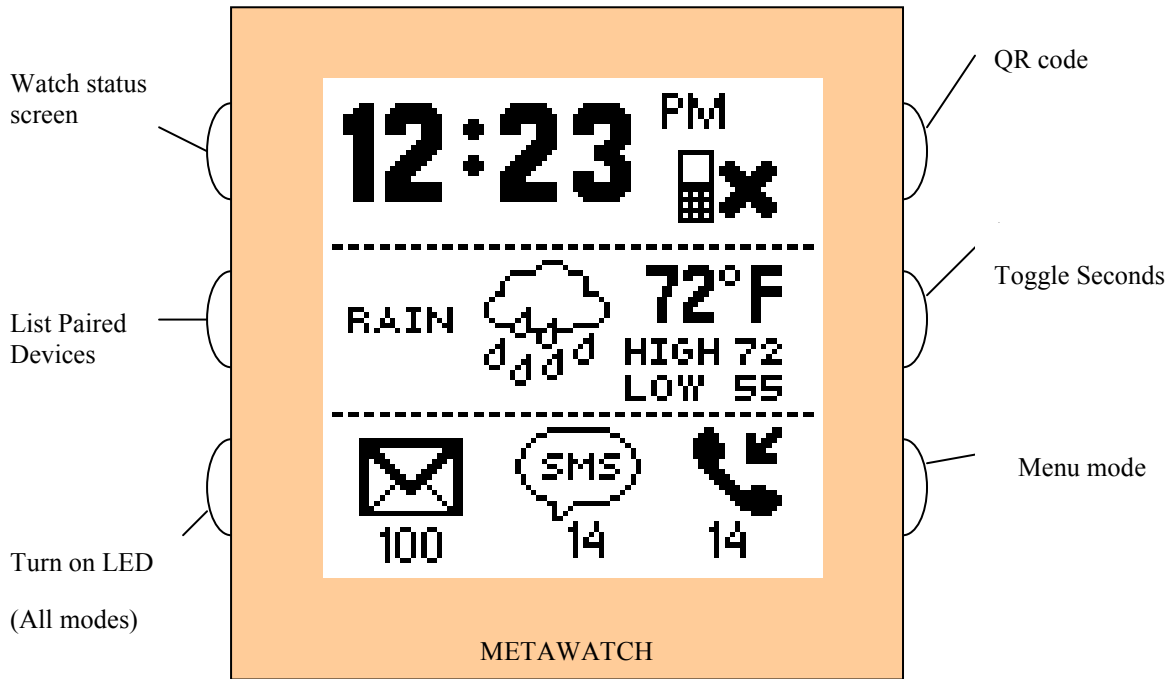 Watch status
screen
List Paired
Devices
Turn on LED
(All modes)
12:23 PM
RAIN
72°F
HIGH 72
LOW 55
SMS
100
14
14
METAWATCH
QR code
Toggle Seconds
Menu mode